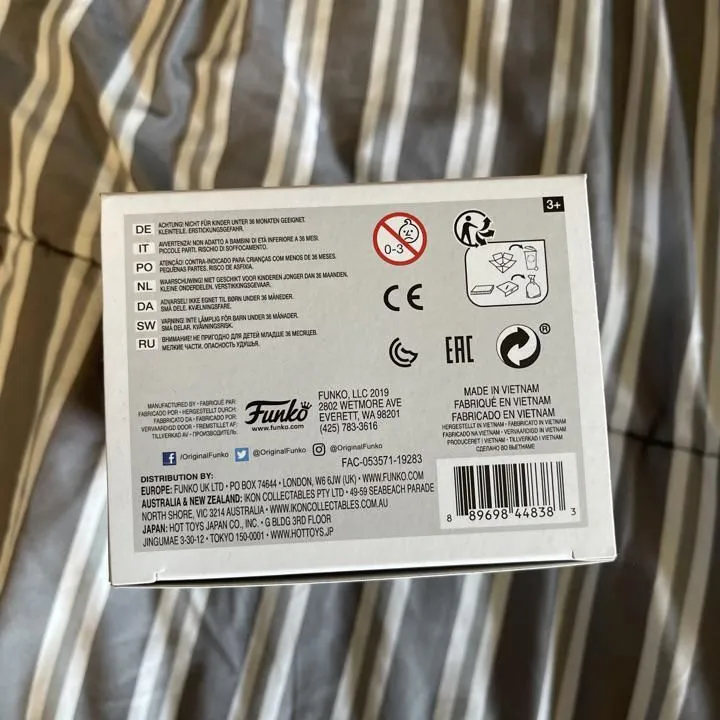 3+
DE ACHTUNG! NICHT FÜR KINDER UNTER 36 MONATEN GEEIGNET.
KLEINTEILE. ERSTICKUNGSGEFAHR.
IT AVVERTENZA! NON ADATTO A BAMBINI DI ETÀ INFERIORE A 36 MESI.
PICCOLE PARTI. RISCHIO DI SOFFOCAMENTO.
PO ATENÇÃO! CONTRA-INDICADO PARA CRIANÇAS COM MENOS DE 36 MESES.
PEQUENAS PARTES. RISCO DE ASFIXIA.
NL WAARSCHUWING! NIET GESCHIKT VOOR KINDEREN JONGER DAN 36 MAANDEN.
KLEINE ONDERDELEN. VERSTIKKINGSGEVAAR.
DA ADVARSEL! IKKE EGNET TIL BØRN UNDER 36 MÅNEDER.
SMÅ DELE. KVÆLNINGSFARE.
SW VARNING! INTE LÄMPLIG FÖR BARN UNDER 36 MÅNADER.
SMÅ DELAR. KVÄVNINGSRISK.
RU ВНИМАНИЕ! НЕ ПРИГОДНО ДЛЯ ДЕТЕЙ МЛАДШЕ 36 МЕСЯЦЕВ.
МЕЛКИЕ ЧАСТИ. ОПАСНОСТЬ УДУШЬЯ.
0-3
CE
EAC
®
MANUFACTURED BY • FABRIQUÉ PAR:
FABRICADO POR • HERGESTELLT DURCH:
FABBRICATO DA • FABRICADO POR:
VERVAARDIGD DOOR • FREMSTILLET AF:
TILLVERKAD AV • ПРОИЗВОДИТЕЛЬ:
Funko
www.funko.com
FUNKO, LLC 2019
2802 WETMORE AVE
EVERETT, WA 98201
(425) 783-3616
MADE IN VIETNAM
FABRIQUÉ EN VIETNAM
FABRICADO EN VIETNAM
HERGESTELLT IN VIETNAM • FABBRICATO IN VIETNAM
FABRICADO NA VIETNAM • VERVAARDIGD IN VIETNAM
PRODUCERET I VIETNAM • TILLVERKAD I VIETNAM
СДЕЛАНО ВО ВЬЕТНАМЕ
/OriginalFunko @OriginalFunko @OriginalFunko
FAC-053571-19283
DISTRIBUTION BY:
EUROPE: FUNKO UK LTD • PO BOX 74644 • LONDON, W6 6JW (UK) • WWW.FUNKO.COM
AUSTRALIA & NEW ZEALAND: IKON COLLECTABLES PTY LTD • 49-59 SEABEACH PARADE
NORTH SHORE, VIC 3214 AUSTRALIA • WWW.IKONCOLLECTABLES.COM.AU
JAPAN: HOT TOYS JAPAN CO., INC. • G BLDG 3RD FLOOR
JINGUMAE 3-30-12 • TOKYO 150-0001 • WWW.HOTTOYS.JP
8 89698 44838 3